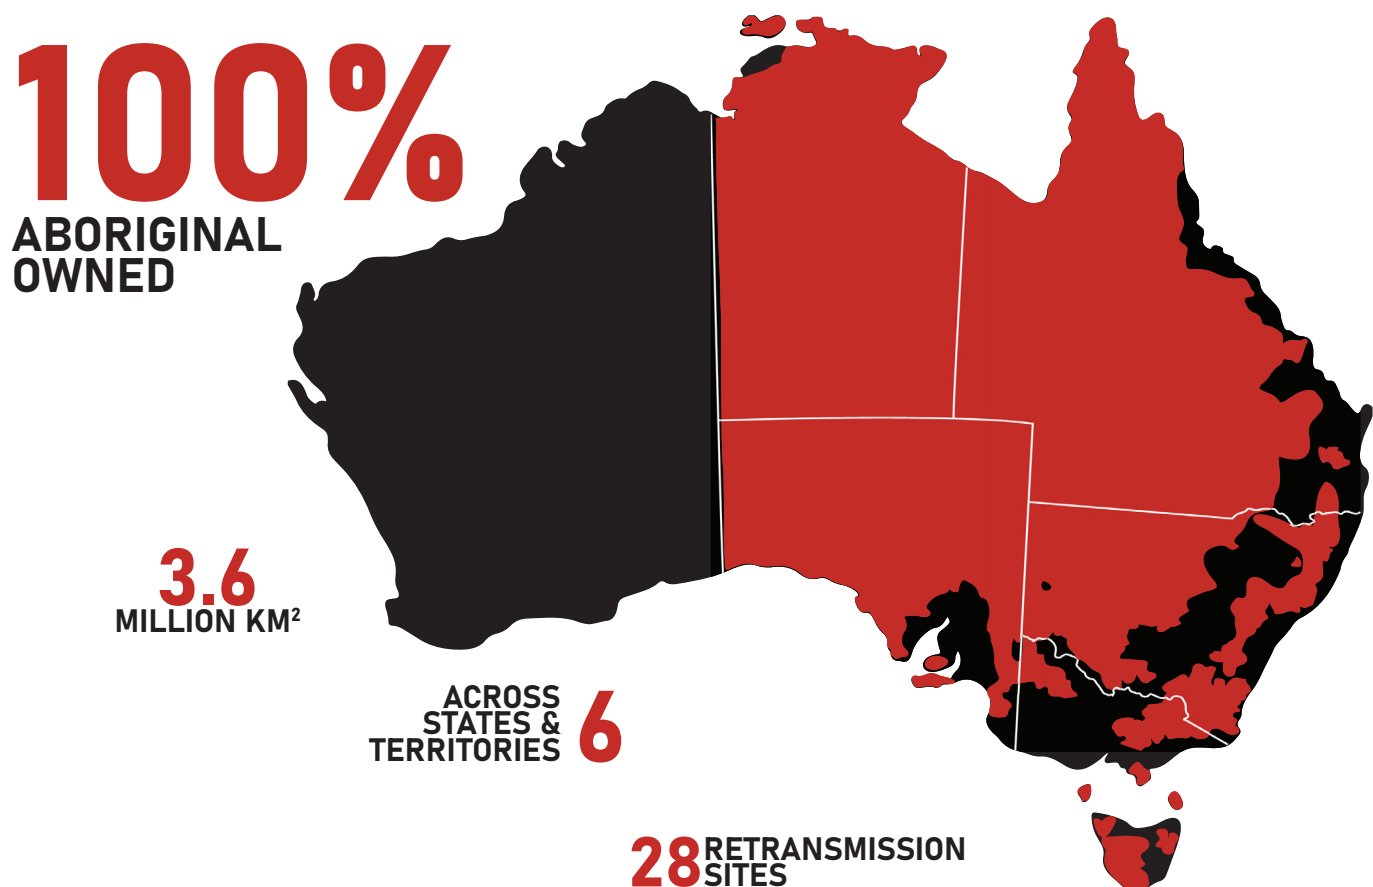 100%
ABORIGINAL
OWNED
3.6
MILLION KM²
ACROSS
STATES &
TERRITORIES
6
28
RETRANSMISSION
SITES